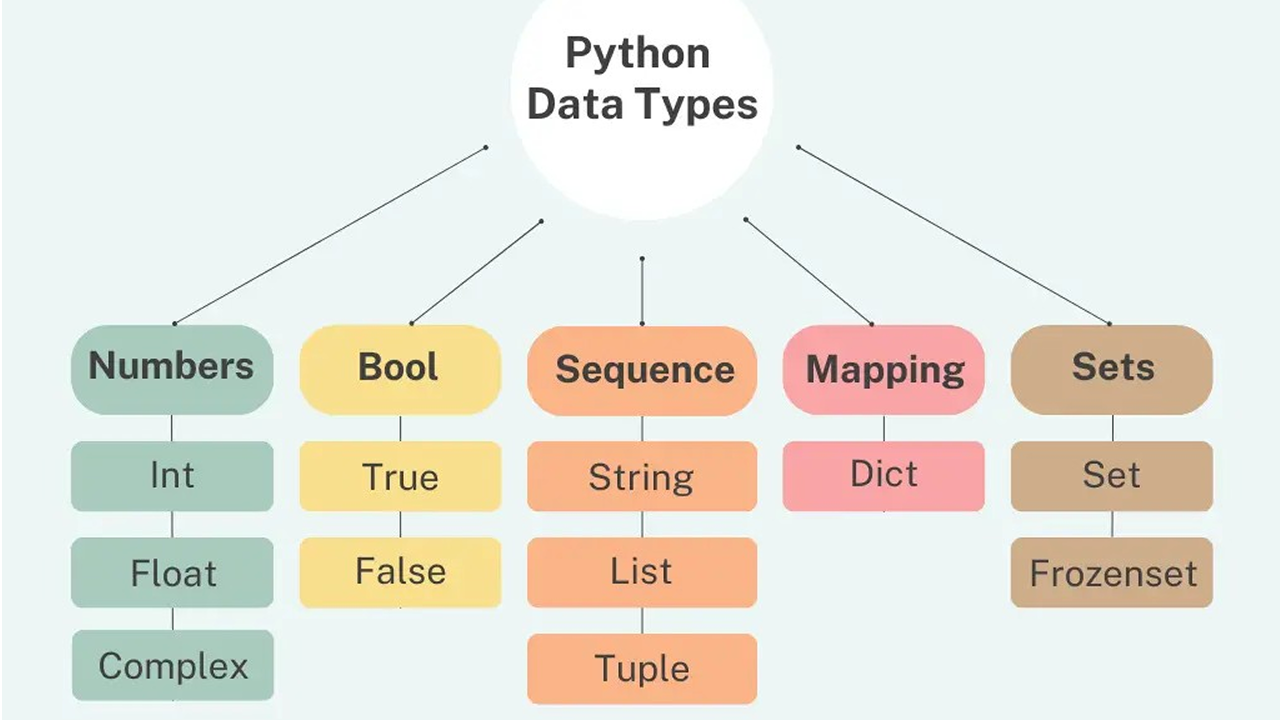 Python
Data Types
Numbers
Bool
Sequence
Mapping
Sets
Int
True
String
Dict
Set
Float
False
List
Frozenset
Complex
Tuple